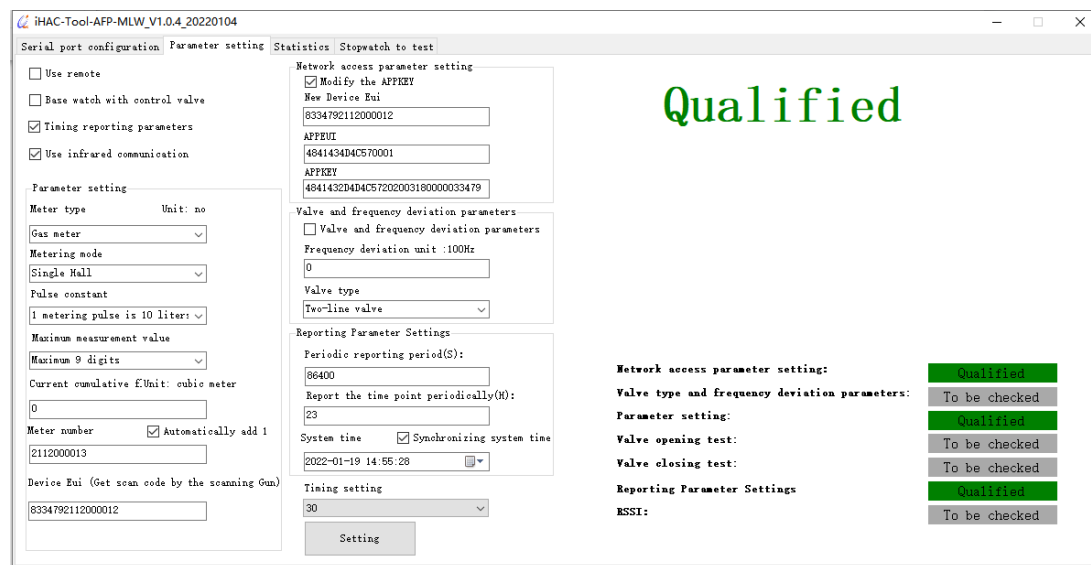 iHAC-Tool-AFP-MLW_V1.0.4_20220104
Serial port configuration Parameter setting Statistics Stopwatch to test
Use remote
Base watch with control valve
Timing reporting parameters
Use infrared communication
Parameter setting
Meter type Unit: no
Gas meter
Metering mode
Single Hall
Pulse constant
1 metering pulse is 10 liters
Maximum measurement value
Maximum 9 digits
Current cumulative f.Unit: cubic meter
0
Meter number Automatically add 1
2112000013
Device Eui (Get scan code by the scanning Gun)
8334792112000012
Network access parameter setting
Modify the APPKEY
New Device Eui
8334792112000012
APPEUI
4841434D4C570001
APPKEY
4841432D4D4C57202003180000033479
Valve and frequency deviation parameters
Valve and frequency deviation parameters
Frequency deviation unit :100Hz
0
Valve type
Two-line valve
Reporting Parameter Settings
Periodic reporting period(S):
86400
Report the time point periodically(H):
23
System time Synchronizing system time
2022-01-19 14:55:28
Timing setting
30
Setting
Qualified
Network access parameter setting: Qualified
Valve type and frequency deviation parameters: To be checked
Parameter setting: Qualified
Valve opening test: To be checked
Valve closing test: To be checked
Reporting Parameter Settings Qualified
RSSI: To be checked